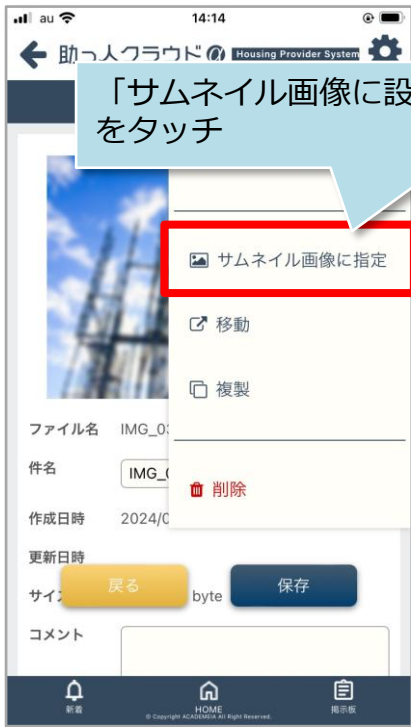 au
14:14
助っ人クラウド Housing Provider System
「サムネイル画像に設
をタッチ
サムネイル画像に指定
移動
複製
ファイル名 IMG_03
件名 IMG_0
削除
作成日時 2024/0
更新日時
サイズ byte
戻る
保存
コメント
新着
HOME
掲示板
© Copyright ACADEMEIA All Right Reserved.